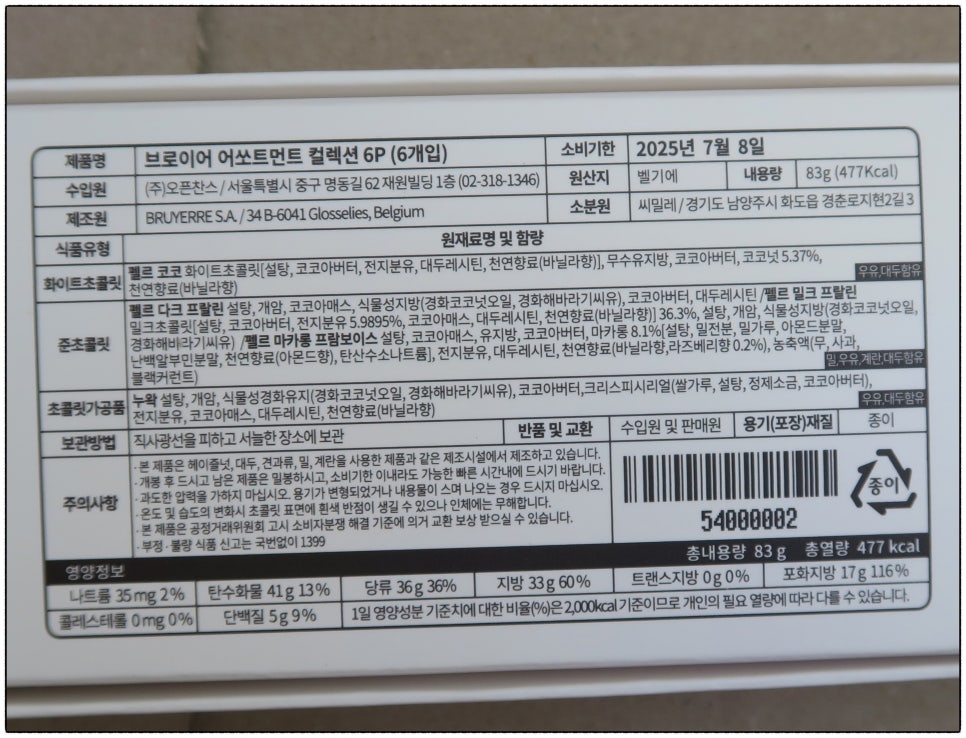 제품명 브로이어 어쏘트먼트 컬렉션 6P (6개입) 소비기한 2025년 7월 8일
수입원 (주)오픈찬스 / 서울특별시 중구 명동길 62 재원빌딩 1층 (02-318-1346) 원산지 벨기에 내용량 83g (477Kcal)
제조원 BRUYERRE S.A. / 34 B-6041 Glosselies, Belgium 소분원 씨밀레 / 경기도 남양주시 화도읍 경춘로지현2길 3
식품유형 원재료명 및 함량
화이트초콜릿 펠르 코코 화이트초콜릿[설탕, 코코아버터, 전지분유, 대두레시틴, 천연향료(바닐라향)], 무수유지방, 코코아버터, 코코넛 5.37%,
천연향료(바닐라향) 우유,대두함유
준초콜릿 펠르 다크 프랄린 설탕, 개암, 코코아매스, 식물성지방(경화코코넛오일, 경화해바라기씨유), 코코아버터, 대두레시틴 /펠르 밀크 프랄린
밀크초콜릿[설탕, 코코아버터, 전지분유 5.9895%, 코코아매스, 대두레시틴, 천연향료(바닐라향)] 36.3%, 설탕, 개암, 식물성지방(경화코코넛오일,
경화해바라기씨유) /펠르 마카롱 프람보이스 설탕, 코코아매스, 유지방, 코코아버터, 마카롱 8.1%[설탕, 밀전분, 밀가루, 아몬드분말,
난백알부민분말, 천연향료(아몬드향), 탄산수소나트륨], 전지분유, 대두레시틴, 천연향료(바닐라향,라즈베리향 0.2%), 농축액(무, 사과,
블랙커런트) 밀,우유,계란,대두함유
초콜릿가공품 누왁 설탕, 개암, 식물성경화유지(경화코코넛오일, 경화해바라기씨유), 코코아버터,크리스피시리얼(쌀가루, 설탕, 정제소금, 코코아버터),
전지분유, 코코아매스, 대두레시틴, 천연향료(바닐라향) 우유,대두함유
보관방법 직사광선을 피하고 서늘한 장소에 보관 반품 및 교환 수입원 및 판매원 용기(포장)재질 종이
주의사항
· 본 제품은 헤이즐넛, 대두, 견과류, 밀, 계란을 사용한 제품과 같은 제조시설에서 제조하고 있습니다.
· 개봉 후 드시고 남은 제품은 밀봉하시고, 소비기한 이내라도 가능한 빠른 시간내에 드시기 바랍니다.
· 과도한 압력을 가하지 마십시오. 용기가 변형되었거나 내용물이 스며 나오는 경우 드시지 마십시오.
· 온도 및 습도의 변화시 초콜릿 표면에 흰색 반점이 생길 수 있으나 인체에는 무해합니다.
· 본 제품은 공정거래위원회 고시 소비자분쟁 해결 기준에 의거 교환 보상 받으실 수 있습니다.
· 부정 · 불량 식품 신고는 국번없이 1399
54000002
종이
영양정보 총내용량 83 g 총열량 477 kcal
나트륨 35 mg 2% 탄수화물 41 g 13% 당류 36 g 36% 지방 33 g 60% 트랜스지방 0 g 0% 포화지방 17 g 116%
콜레스테롤 0 mg 0% 단백질 5 g 9% 1일 영양성분 기준치에 대한 비율(%)은 2,000kcal 기준이므로 개인의 필요 열량에 따라 다를 수 있습니다.